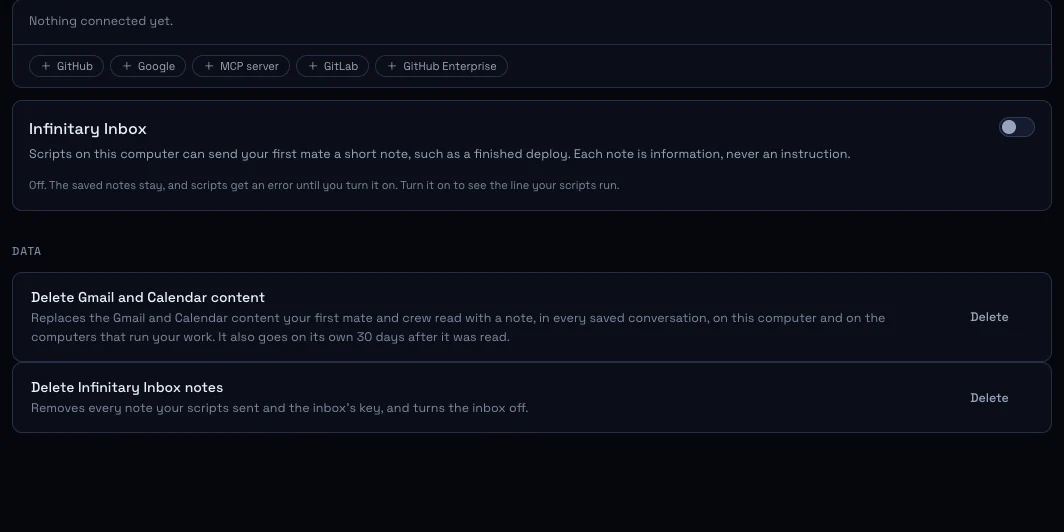 Nothing connected yet.
+ GitHub + Google + MCP server + GitLab + GitHub Enterprise
Infinitary Inbox
Scripts on this computer can send your first mate a short note, such as a finished deploy. Each note is information, never an instruction.
Off. The saved notes stay, and scripts get an error until you turn it on. Turn it on to see the line your scripts run.
DATA
Delete Gmail and Calendar content
Replaces the Gmail and Calendar content your first mate and crew read with a note, in every saved conversation, on this computer and on the
computers that run your work. It also goes on its own 30 days after it was read.
Delete
Delete Infinitary Inbox notes
Removes every note your scripts sent and the inbox's key, and turns the inbox off.
Delete